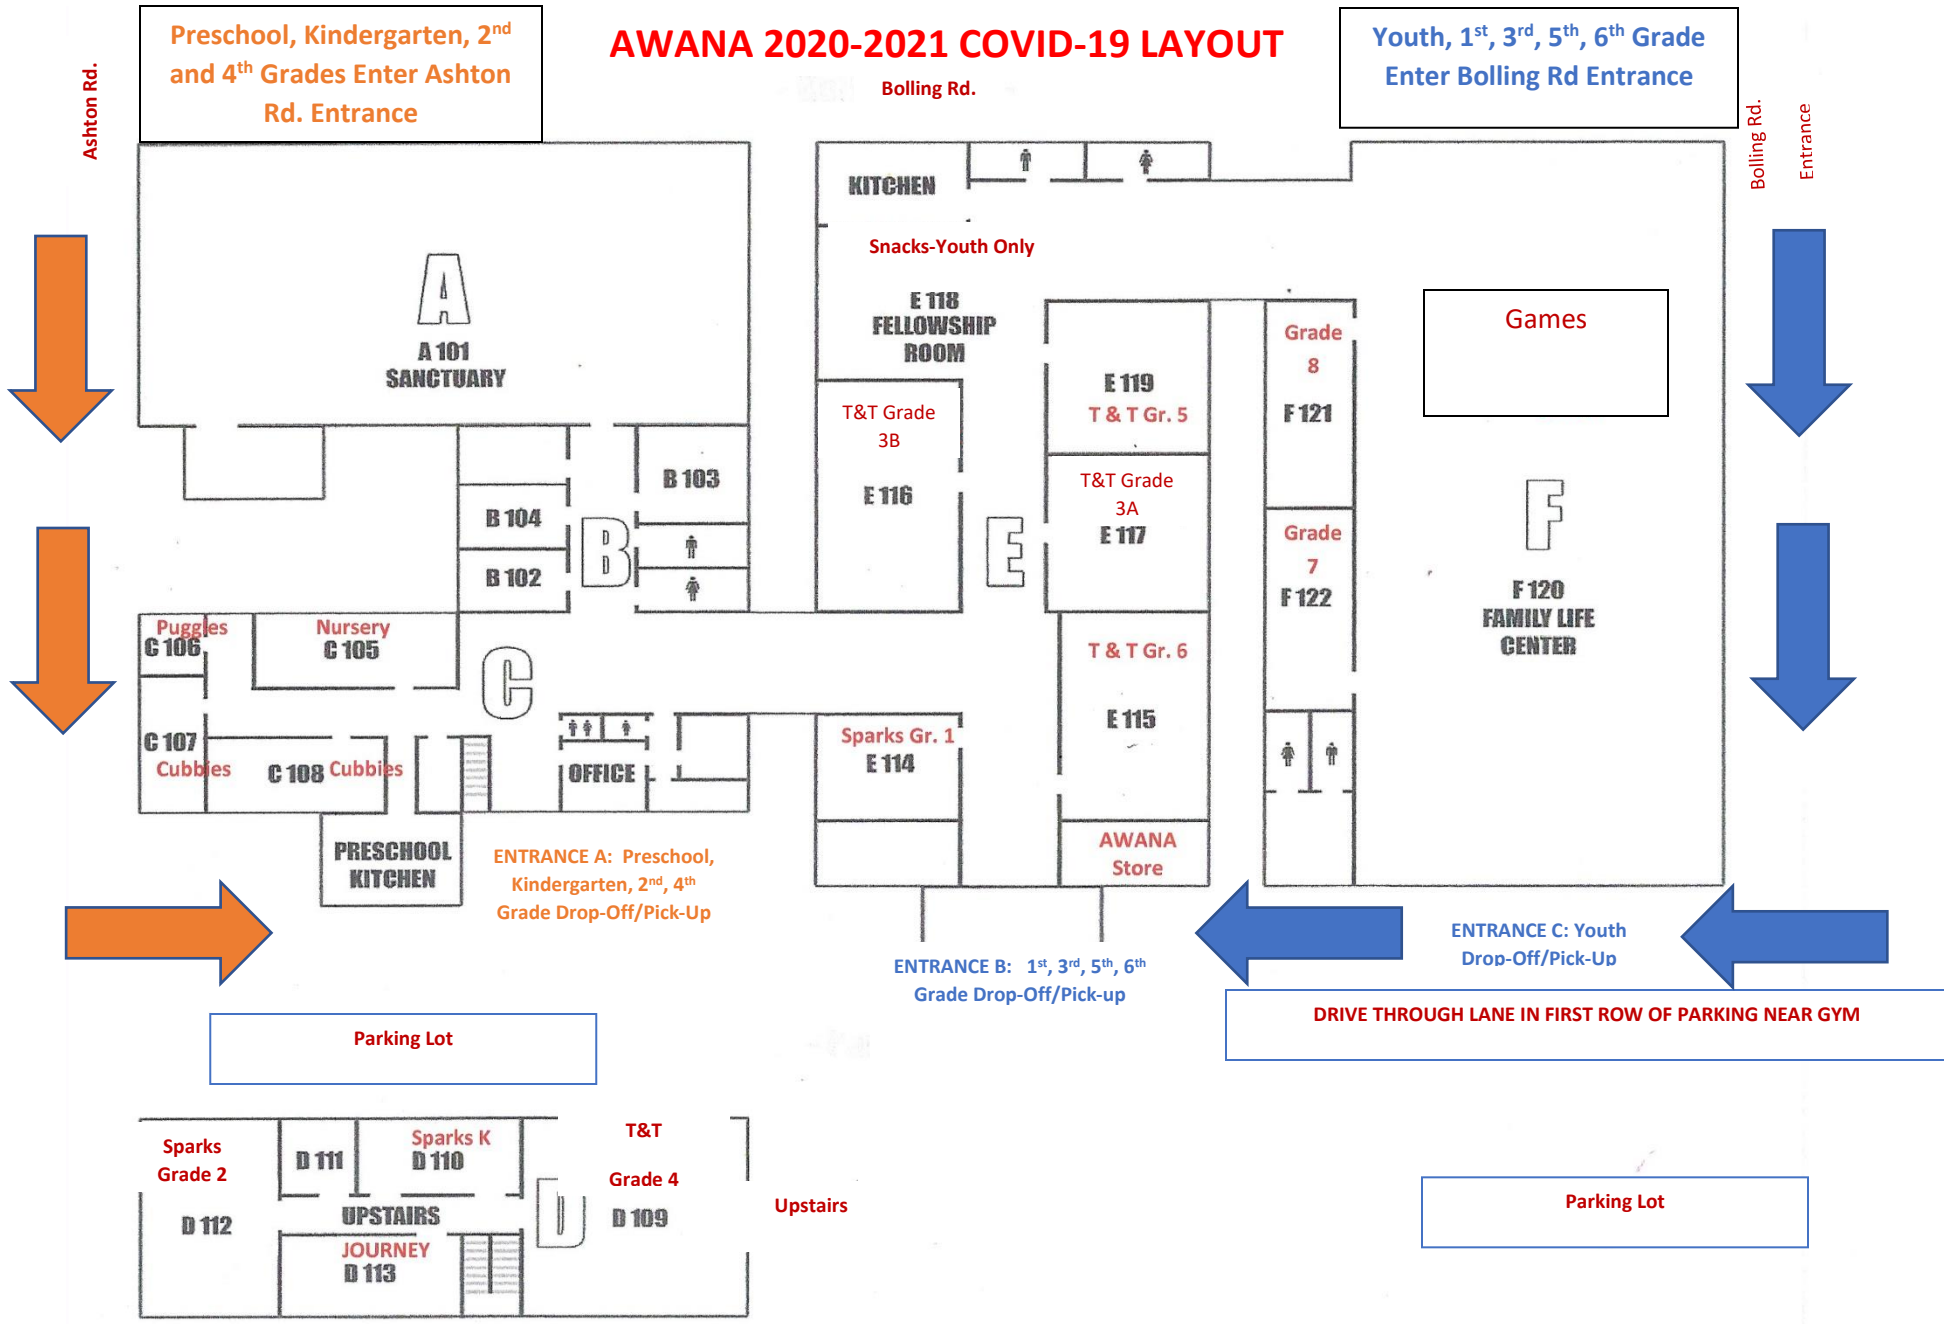 Preschool, Kindergarten, 2nd
and 4th Grades Enter Ashton
Rd. Entrance
AWANA 2020-2021 COVID-19 LAYOUT
Bolling Rd.
Youth, 1st, 3rd, 5th, 6th Grade
Enter Bolling Rd Entrance
Ashton Rd.
Bolling Rd.
Entrance
A
A 101
SANCTUARY
KITCHEN
Snacks-Youth Only
E 118
FELLOWSHIP
ROOM
T&T Grade
3B
E 116
E 119
T & T Gr. 5
T&T Grade
3A
E 117
E
Grade
8
F 121
Grade
7
F 122
Games
F
F 120
FAMILY LIFE
CENTER
B 103
B 104
B 102
B
Puggles
C 106
Nursery
C 105
C
C 107
Cubbies
C 108 Cubbies
OFFICE
PRESCHOOL
KITCHEN
Sparks Gr. 1
E 114
T & T Gr. 6
E 115
AWANA
Store
ENTRANCE A: Preschool,
Kindergarten, 2nd, 4th
Grade Drop-Off/Pick-Up
ENTRANCE B: 1st, 3rd, 5th, 6th
Grade Drop-Off/Pick-up
ENTRANCE C: Youth
Drop-Off/Pick-Up
DRIVE THROUGH LANE IN FIRST ROW OF PARKING NEAR GYM
Parking Lot
Sparks
Grade 2
D 112
D 111
Sparks K
D 110
UPSTAIRS
JOURNEY
D 113
D
T&T
Grade 4
D 109
Upstairs
Parking Lot